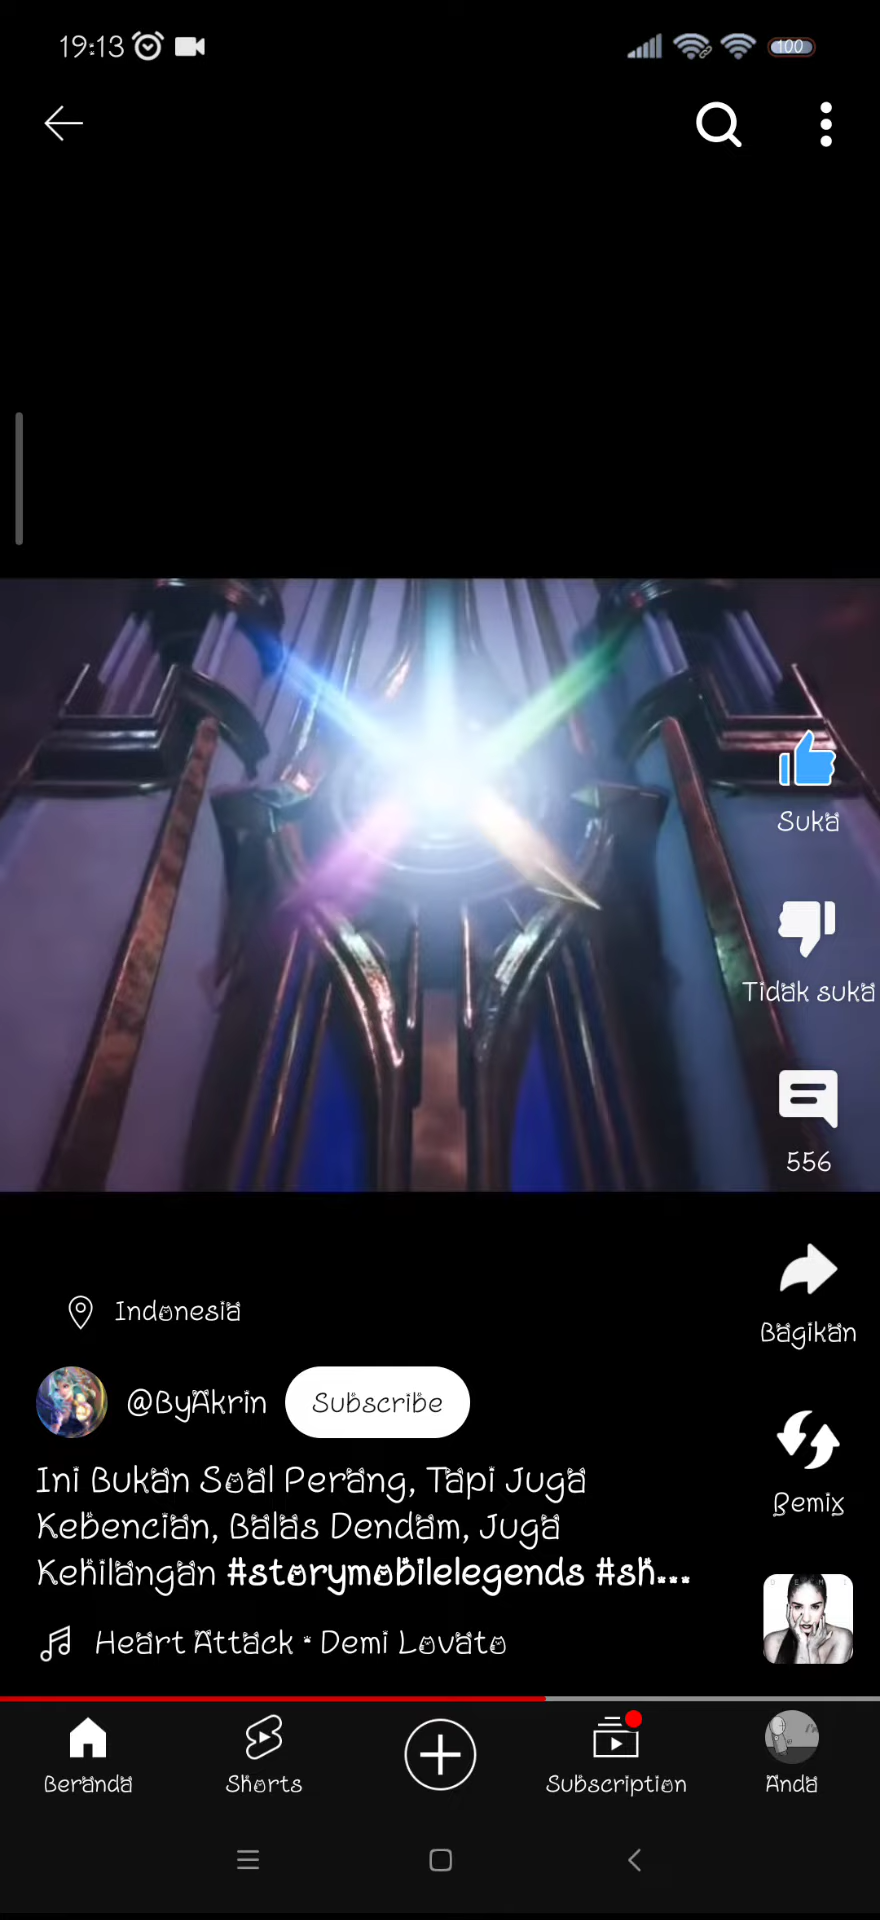 19:13
100
Suka
Tidak suka
556
Bagikan
Remix
Indonesia
@ByAkrin
Subscribe
Ini Bukan Soal Perang, Tapi Juga
Kebencian, Balas Dendam, Juga
Kehilangan #storymobilelegends #sh...
Heart Attack • Demi Lovato
Beranda
Shorts
Subscription
Anda